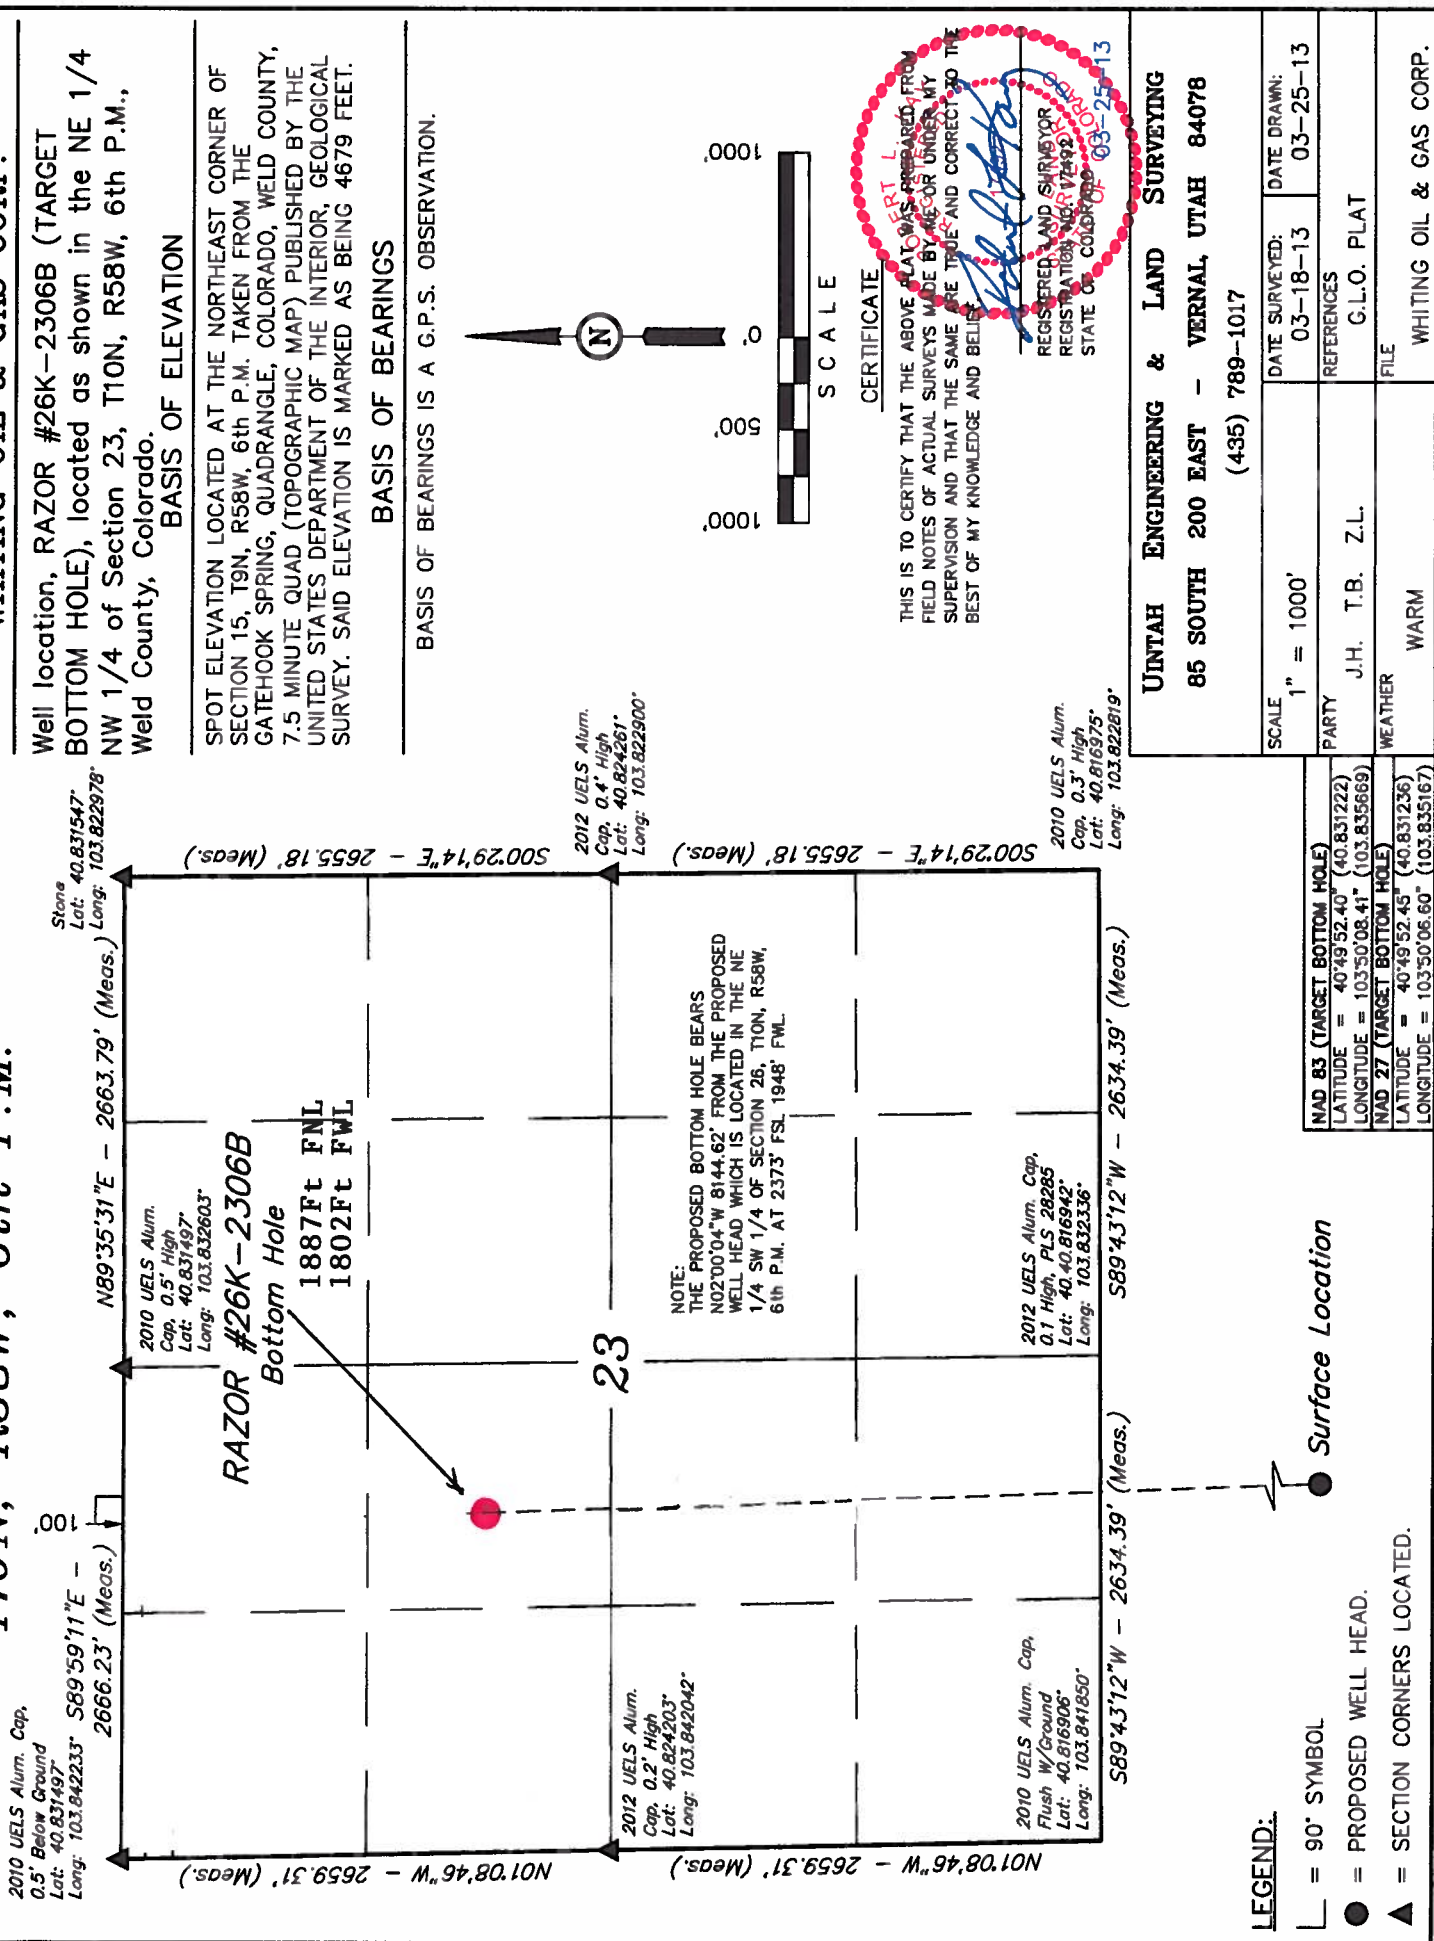 T10N, R58W, 6th P.M.
2010 UELS Alum. Cap,
0.5' Below Ground
Lat: 40.831497°
Long: 103.842233°
S89°59'11"E -
2666.23' (Meas.)
100'
N89°35'31"E - 2663.79' (Meas.)
Stone
Lat: 40.831547°
Long: 103.822978°
2010 UELS Alum.
Cap, 0.5' High
Lat: 40.831497°
Long: 103.832603°
RAZOR #26K-2306B
Bottom Hole
1887Ft FNL
1802Ft FWL
N01°08'46"W - 2659.31' (Meas.)
S00°29'14"E - 2655.18' (Meas.)
23
2012 UELS Alum.
Cap, 0.4' High
Lat: 40.824261°
Long: 103.822900°
2012 UELS Alum.
Cap, 0.2' High
Lat: 40.824203°
Long: 103.842042°
NOTE:
THE PROPOSED BOTTOM HOLE BEARS
N02°00'04"W 8144.62' FROM THE PROPOSED
WELL HEAD WHICH IS LOCATED IN THE NE
1/4 SW 1/4 OF SECTION 26, T10N, R58W,
6th P.M. AT 2373' FSL 1948' FWL.
N01°08'46"W - 2659.31' (Meas.)
S00°29'14"E - 2655.18' (Meas.)
2010 UELS Alum. Cap,
Flush W/Ground
Lat: 40.816906°
Long: 103.841850°
2012 UELS Alum. Cap,
0.1 High, PLS 28285
Lat: 40.40.816942°
Long: 103.832336°
2010 UELS Alum.
Cap, 0.3' High
Lat: 40.816975°
Long: 103.822819°
S89°43'12"W - 2634.39' (Meas.)
S89°43'12"W - 2634.39' (Meas.)
Surface Location
LEGEND:
= 90° SYMBOL
= PROPOSED WELL HEAD.
= SECTION CORNERS LOCATED.
NAD 83 (TARGET BOTTOM HOLE)
LATITUDE = 40°49'52.40" (40.831222)
LONGITUDE = 103°50'08.41" (103.835669)
NAD 27 (TARGET BOTTOM HOLE)
LATITUDE = 40°49'52.45" (40.831236)
LONGITUDE = 103°50'06.60" (103.835167)
WHITING OIL & GAS CORP.
Well location, RAZOR #26K-2306B (TARGET
BOTTOM HOLE), located as shown in the NE 1/4
NW 1/4 of Section 23, T10N, R58W, 6th P.M.,
Weld County, Colorado.
BASIS OF ELEVATION
SPOT ELEVATION LOCATED AT THE NORTHEAST CORNER OF
SECTION 15, T9N, R58W, 6th P.M. TAKEN FROM THE
GATEHOOK SPRING, QUADRANGLE, COLORADO, WELD COUNTY,
7.5 MINUTE QUAD (TOPOGRAPHIC MAP) PUBLISHED BY THE
UNITED STATES DEPARTMENT OF THE INTERIOR, GEOLOGICAL
SURVEY. SAID ELEVATION IS MARKED AS BEING 4679 FEET.
BASIS OF BEARINGS
BASIS OF BEARINGS IS A G.P.S. OBSERVATION.
N
1000' 500' 0' 1000'
SCALE
CERTIFICATE
THIS IS TO CERTIFY THAT THE ABOVE PLAT WAS PREPARED FROM
FIELD NOTES OF ACTUAL SURVEYS MADE BY ME OR UNDER MY
SUPERVISION AND THAT THE SAME ARE TRUE AND CORRECT TO THE
BEST OF MY KNOWLEDGE AND BELIEF.
REGISTERED LAND SURVEYOR
REGISTRATION NO. 17492
STATE OF COLORADO 03-25-13
UINTAH ENGINEERING & LAND SURVEYING
85 SOUTH 200 EAST - VERNAL, UTAH 84078
(435) 789-1017
SCALE
1" = 1000'
DATE SURVEYED:
03-18-13
DATE DRAWN:
03-25-13
PARTY
J.H. T.B. Z.L.
REFERENCES
G.L.O. PLAT
WEATHER
WARM
FILE
WHITING OIL & GAS CORP.